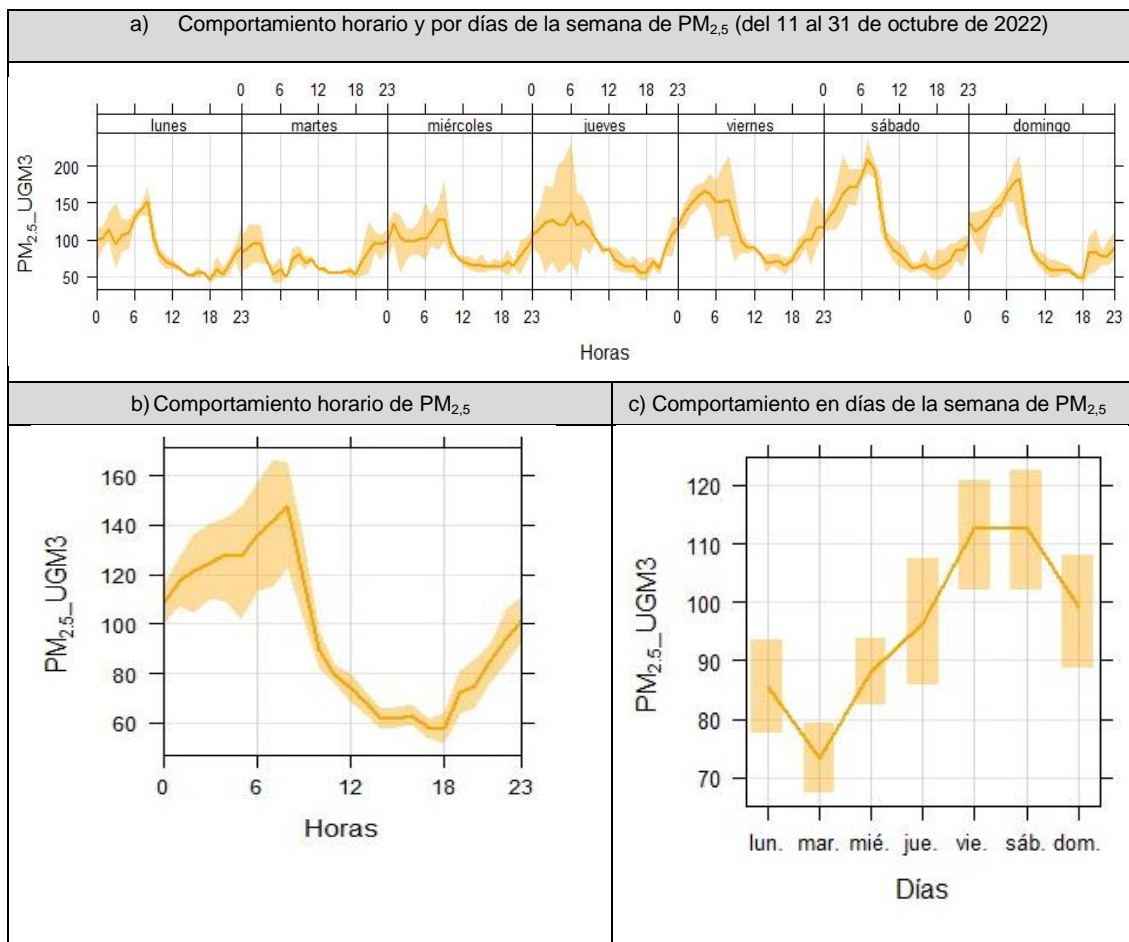 a) Comportamiento horario y por días de la semana de PM2,5 (del 11 al 31 de octubre de 2022)
0 6 12 18 23 0 6 12 18 23 0 6 12 18 23
lunes martes miércoles jueves viernes sábado domingo
PM2.5_UGM3
200
150
100
50
0 6 12 18 23 0 6 12 18 23 0 6 12 18 23 0 6 12 18 23
Horas
b) Comportamiento horario de PM2,5
c) Comportamiento en días de la semana de PM2,5
PM2.5_UGM3
160
140
120
100
80
60
0 6 12 18 23
Horas
PM2.5_UGM3
120
110
100
90
80
70
lun. mar. mié. jue. vie. sáb. dom.
Días